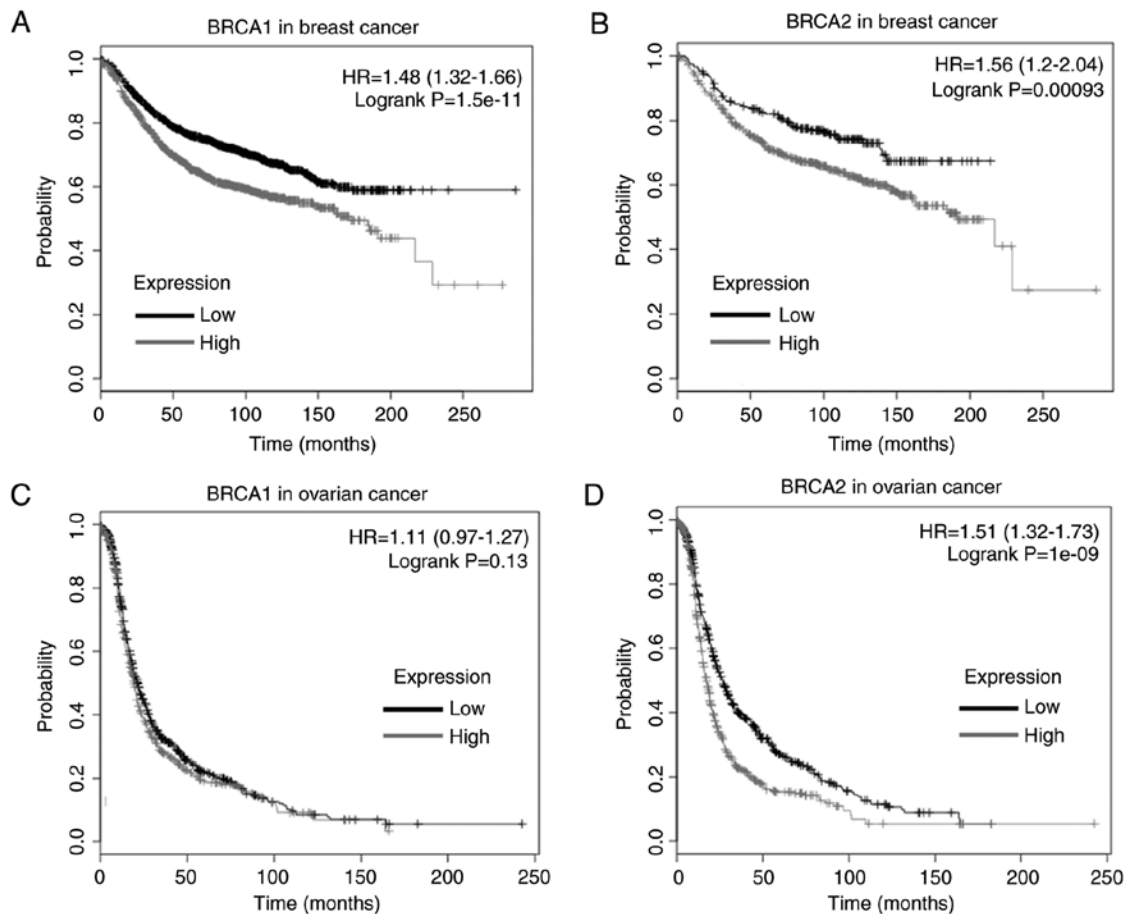 A
BRCA1 in breast cancer
HR=1.48 (1.32-1.66)
Logrank P=1.5e-11
Probability
1.0
0.8
0.6
0.4
0.2
0.0
Expression
Low
High
0 50 100 150 200 250
Time (months)
B
BRCA2 in breast cancer
HR=1.56 (1.2-2.04)
Logrank P=0.00093
Probability
1.0
0.8
0.6
0.4
0.2
0.0
Expression
Low
High
0 50 100 150 200 250
Time (months)
C
BRCA1 in ovarian cancer
HR=1.11 (0.97-1.27)
Logrank P=0.13
Probability
1.0
0.8
0.6
0.4
0.2
0.0
Expression
Low
High
0 50 100 150 200 250
Time (months)
D
BRCA2 in ovarian cancer
HR=1.51 (1.32-1.73)
Logrank P=1e-09
Probability
1.0
0.8
0.6
0.4
0.2
0.0
Expression
Low
High
0 50 100 150 200 250
Time (months)